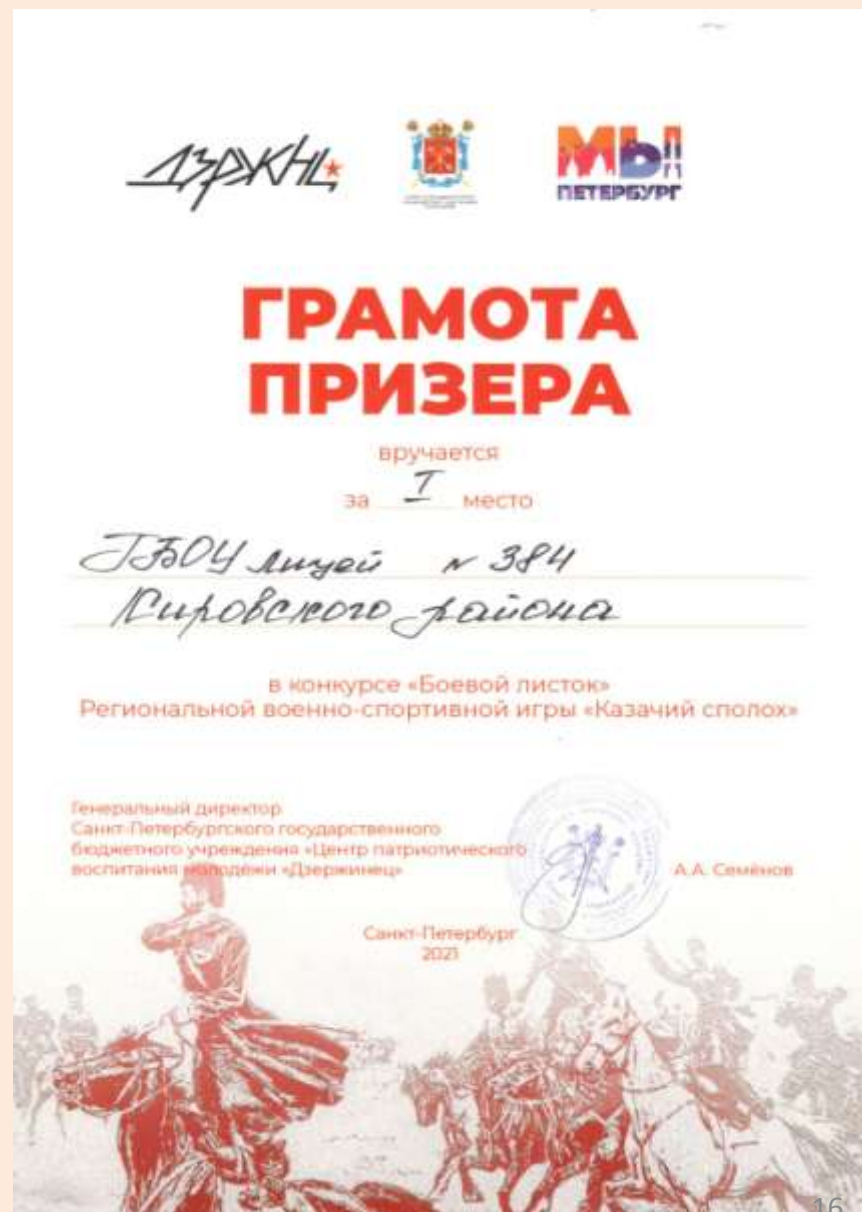 ДЗРЖНЦ
МЫ
ПЕТЕРБУРГ
ГРАМОТА
ПРИЗЕРА
вручается
за I место
ГБОУ лицей N 384
Кировского района
в конкурсе «Боевой листок»
Региональной военно-спортивной игры «Казачий сполох»
Генеральный директор
Санкт-Петербургского государственного
бюджетного учреждения «Центр патриотического
воспитания молодёжи «Дзержинец»
А.А. Семёнов
Санкт-Петербург
2021
16